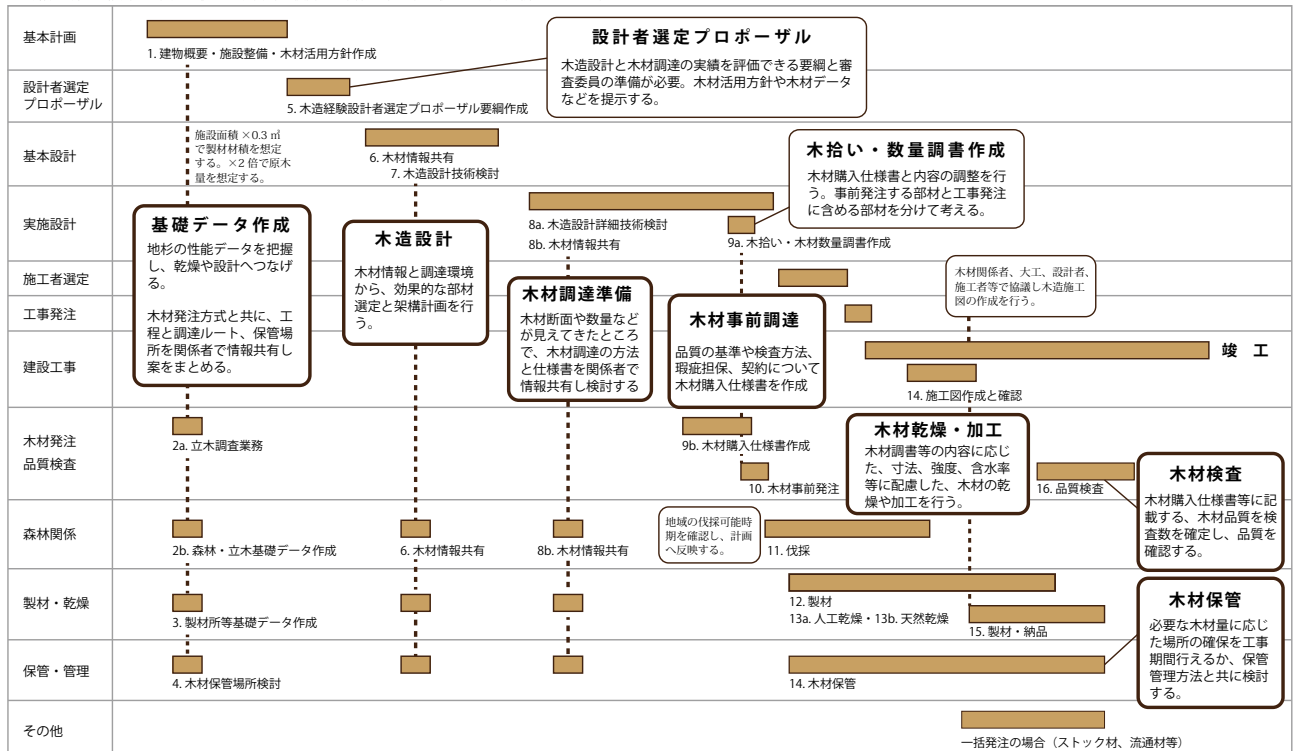 基本計画
1. 建物概要・施設整備・木材活用方針作成
設計者選定プロポーザル
木造設計と木材調達の実績を評価できる要綱と審
査委員の準備が必要。木材活用方針や木材データ
などを提示する。
設計者選定
プロポーザル
5. 木造経験設計者選定プロポーザル要綱作成
施設面積 ×0.3 ㎥
で製材材積を想定
する。×2 倍で原木
量を想定する。
基本設計
6. 木材情報共有
7. 木造設計技術検討
木拾い・数量調書作成
木材購入仕様書と内容の調整を行
う。事前発注する部材と工事発注
に含める部材を分けて考える。
実施設計
8a. 木造設計詳細技術検討
8b. 木材情報共有
9a. 木拾い・木材数量調書作成
基礎データ作成
地杉の性能データを把握
し、乾燥や設計へつなげ
る。
木材発注方式と共に、工
程と調達ルート、保管場
所を関係者で情報共有し
案をまとめる。
木造設計
木材情報と調達環境
から、効果的な部材
選定と架構計画を行
う。
木材調達準備
木材断面や数量など
が見えてきたところ
で、木材調達の方法
と仕様書を関係者で
情報共有し検討する
木材事前調達
品質の基準や検査方法、
瑕疵担保、契約について
木材購入仕様書を作成
施工者選定
木材関係者、大工、設計者、
施工者等で協議し木造施工
図の作成を行う。
工事発注
建設工事
竣 工
14. 施工図作成と確認
木材発注
品質検査
2a. 立木調査業務
9b. 木材購入仕様書作成
10. 木材事前発注
木材乾燥・加工
木材調書等の内容に応じ
た、寸法、強度、含水率
等に配慮した、木材の乾
燥や加工を行う。
16. 品質検査
木材検査
木材購入仕様書等に記
載する、木材品質を検
査数を確定し、品質を
確認する。
森林関係
2b. 森林・立木基礎データ作成
6. 木材情報共有
8b. 木材情報共有
地域の伐採可能時
期を確認し、計画
へ反映する。
11. 伐採
製材・乾燥
3. 製材所等基礎データ作成
12. 製材
13a. 人工乾燥・13b. 天然乾燥
15. 製材・納品
木材保管
必要な木材量に応じ
た場所の確保を工事
期間行えるか、保管
管理方法と共に検討
する。
保管・管理
4. 木材保管場所検討
14. 木材保管
その他
一括発注の場合（ストック材、流通材等）